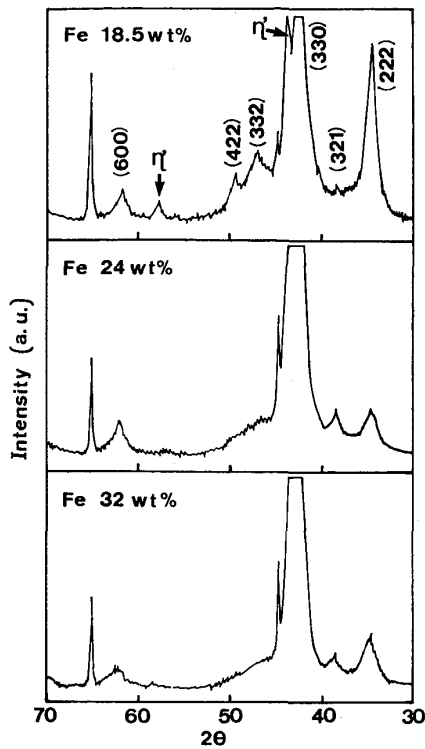 Fe 18.5 wt%
η'
(330)
(222)
(600)
η'
(422)
(332)
(321)
Fe 24 wt%
Intensity (a.u.)
Fe 32 wt%
70
60
50
40
30
2θ